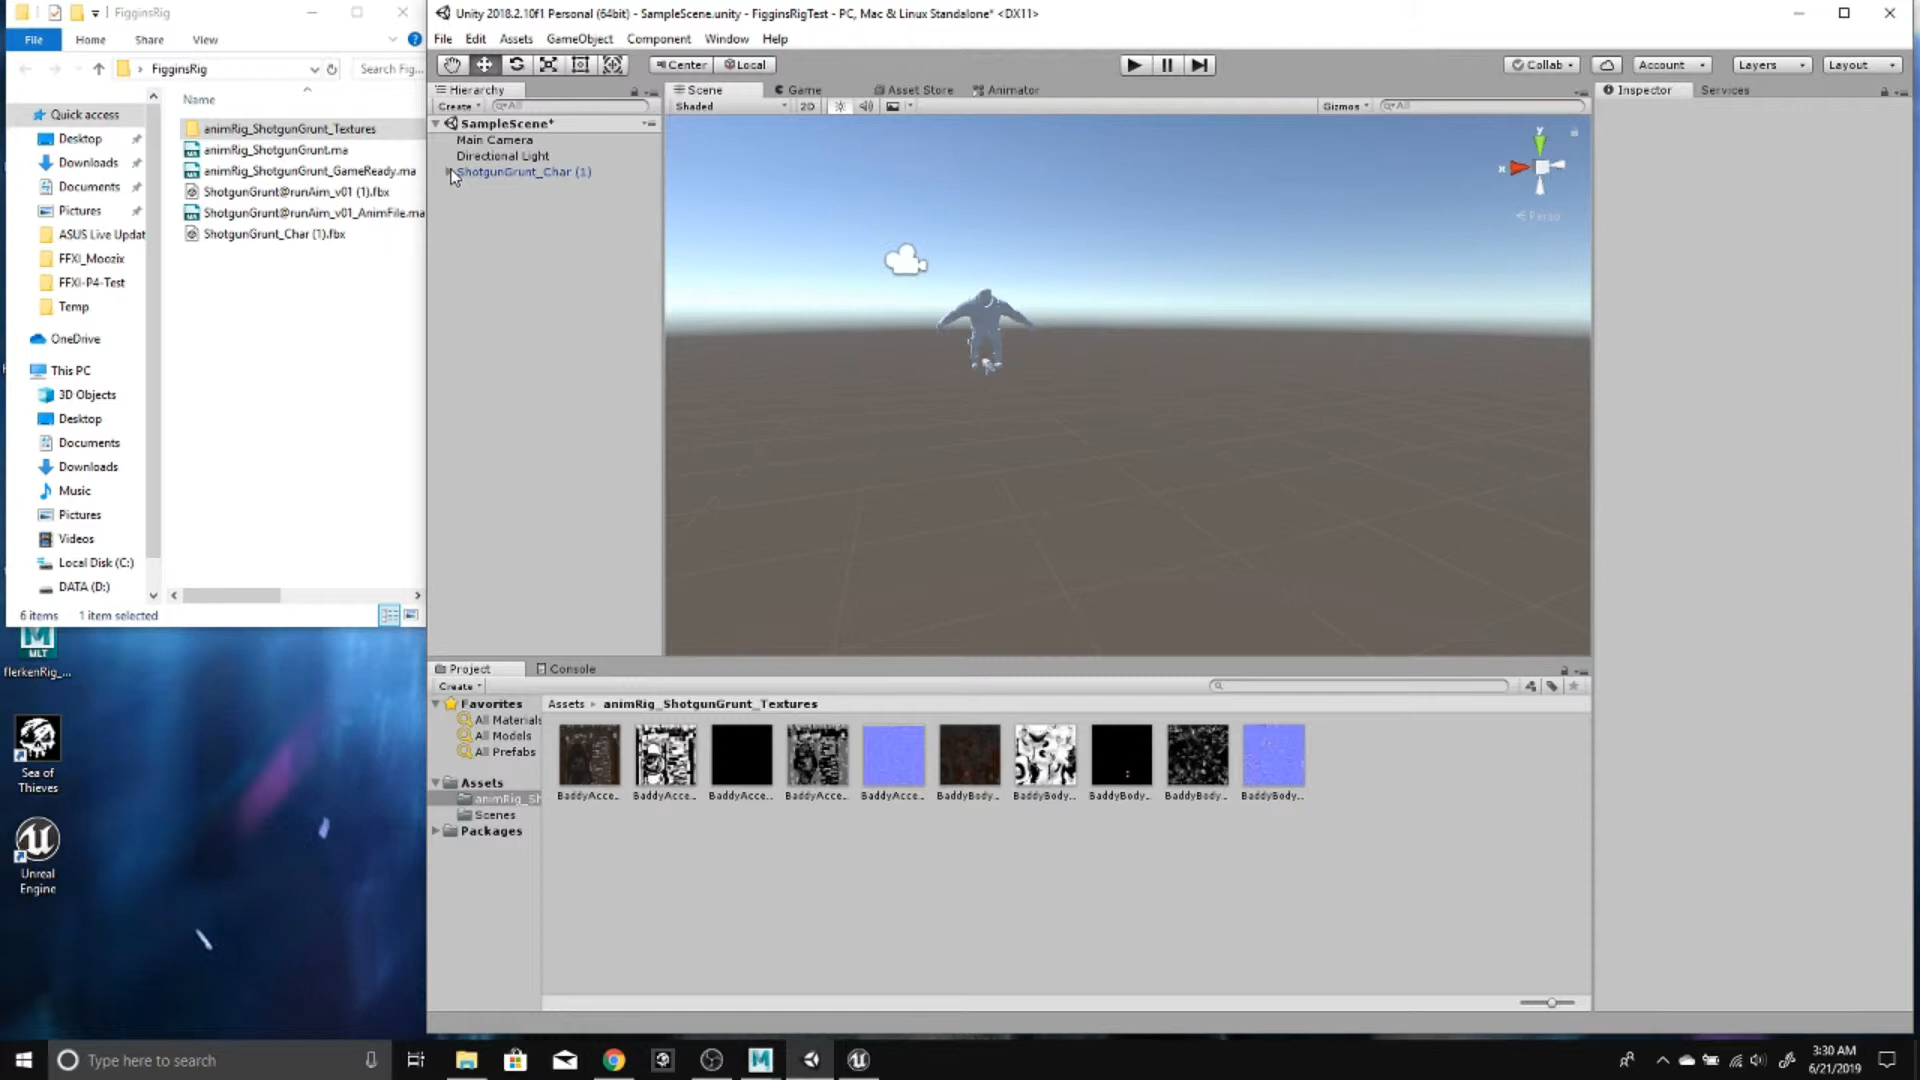 FigginsRig
File Home Share View
FigginsRig
Search Fig...
Name
Quick access
Desktop
Downloads
Documents
Pictures
ASUS Live Updat
FFXI_Moozix
FFXI-P4-Test
Temp
OneDrive
This PC
3D Objects
Desktop
Documents
Downloads
Music
Pictures
Videos
Local Disk (C:)
DATA (D:)
animRig_ShotgunGrunt_Textures
animRig_ShotgunGrunt.ma
animRig_ShotgunGrunt_GameReady.ma
ShotgunGrunt@runAim_v01 (1).fbx
ShotgunGrunt@runAim_v01_AnimFile.ma
ShotgunGrunt_Char (1).fbx
6 items 1 item selected
MLT
flerkenRig_...
Sea of
Thieves
Unreal
Engine
Unity 2018.2.10f1 Personal (64bit) - SampleScene.unity - FigginsRigTest - PC, Mac & Linux Standalone* <DX11>
File Edit Assets GameObject Component Window Help
Center Local
Collab Account Layers Layout
Hierarchy
Create All
SampleScene*
Main Camera
Directional Light
ShotgunGrunt_Char (1)
Scene Game Asset Store Animator
Shaded 2D Gizmos All
y
x
Persp
Inspector Services
Project Console
Create
Favorites
All Materials
All Models
All Prefabs
Assets
animRig_Sh
Scenes
Packages
Assets animRig_ShotgunGrunt_Textures
BaddyAcce... BaddyAcce... BaddyAcce... BaddyAcce... BaddyAcce... BaddyBody... BaddyBody... BaddyBody... BaddyBody... BaddyBody...
Type here to search
3:30 AM
6/21/2019